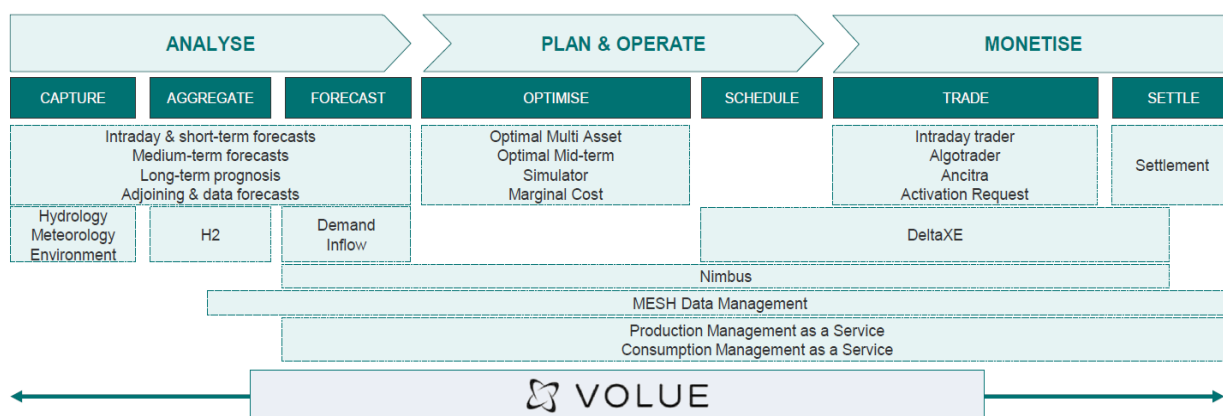 ANALYSE
PLAN & OPERATE
MONETISE
CAPTURE
AGGREGATE
FORECAST
OPTIMISE
SCHEDULE
TRADE
SETTLE
Intraday & short-term forecasts
Medium-term forecasts
Long-term prognosis
Adjoining & data forecasts
Optimal Multi Asset
Optimal Mid-term
Simulator
Marginal Cost
Intraday trader
Algotrader
Ancitra
Activation Request
Settlement
Hydrology
Meteorology
Environment
H2
Demand
Inflow
DeltaXE
Nimbus
MESH Data Management
Production Management as a Service
Consumption Management as a Service
VOLUE